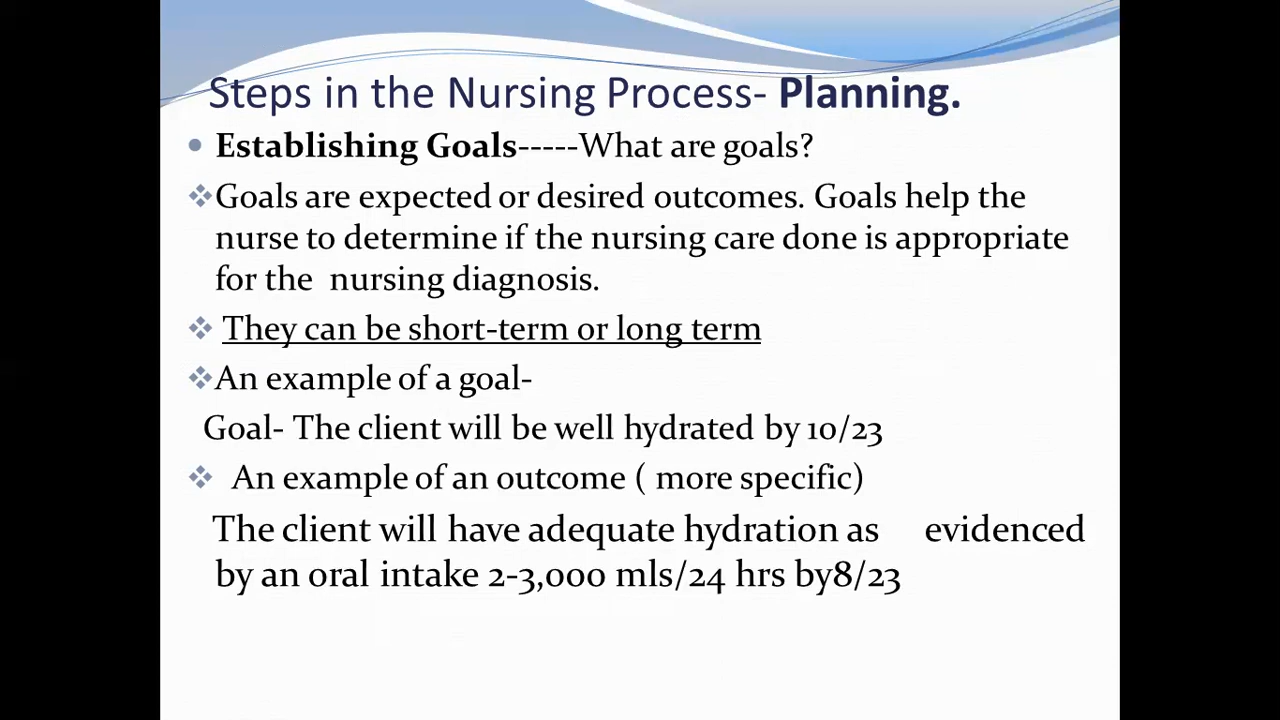 Steps in the Nursing Process- Planning.
Establishing Goals-----What are goals?
Goals are expected or desired outcomes. Goals help the
nurse to determine if the nursing care done is appropriate
for the nursing diagnosis.
They can be short-term or long term
An example of a goal-
Goal- The client will be well hydrated by 10/23
An example of an outcome ( more specific)
The client will have adequate hydration as evidenced
by an oral intake 2-3,000 mls/24 hrs by8/23